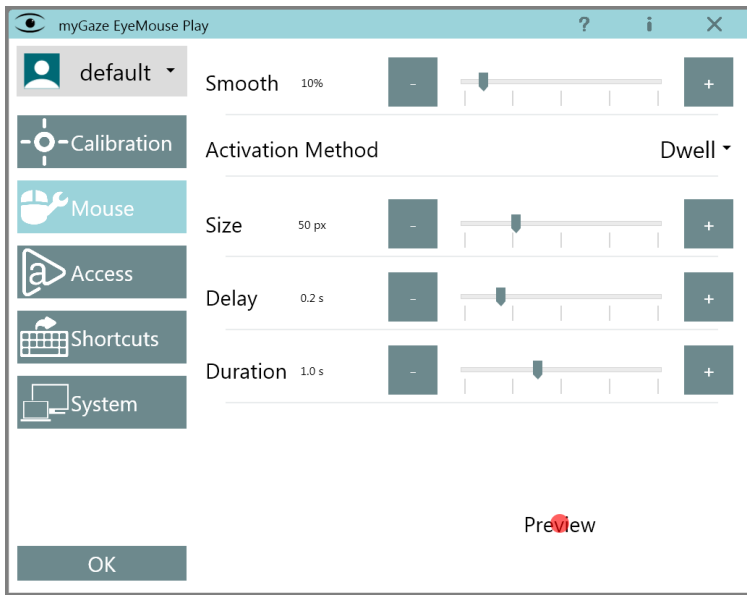 myGaze EyeMouse Play
? i ✕
default
Calibration
Mouse
Access
Shortcuts
System
OK
Smooth 10% - +
Activation Method Dwell
Size 50 px - +
Delay 0.2 s - +
Duration 1.0 s - +
Preview